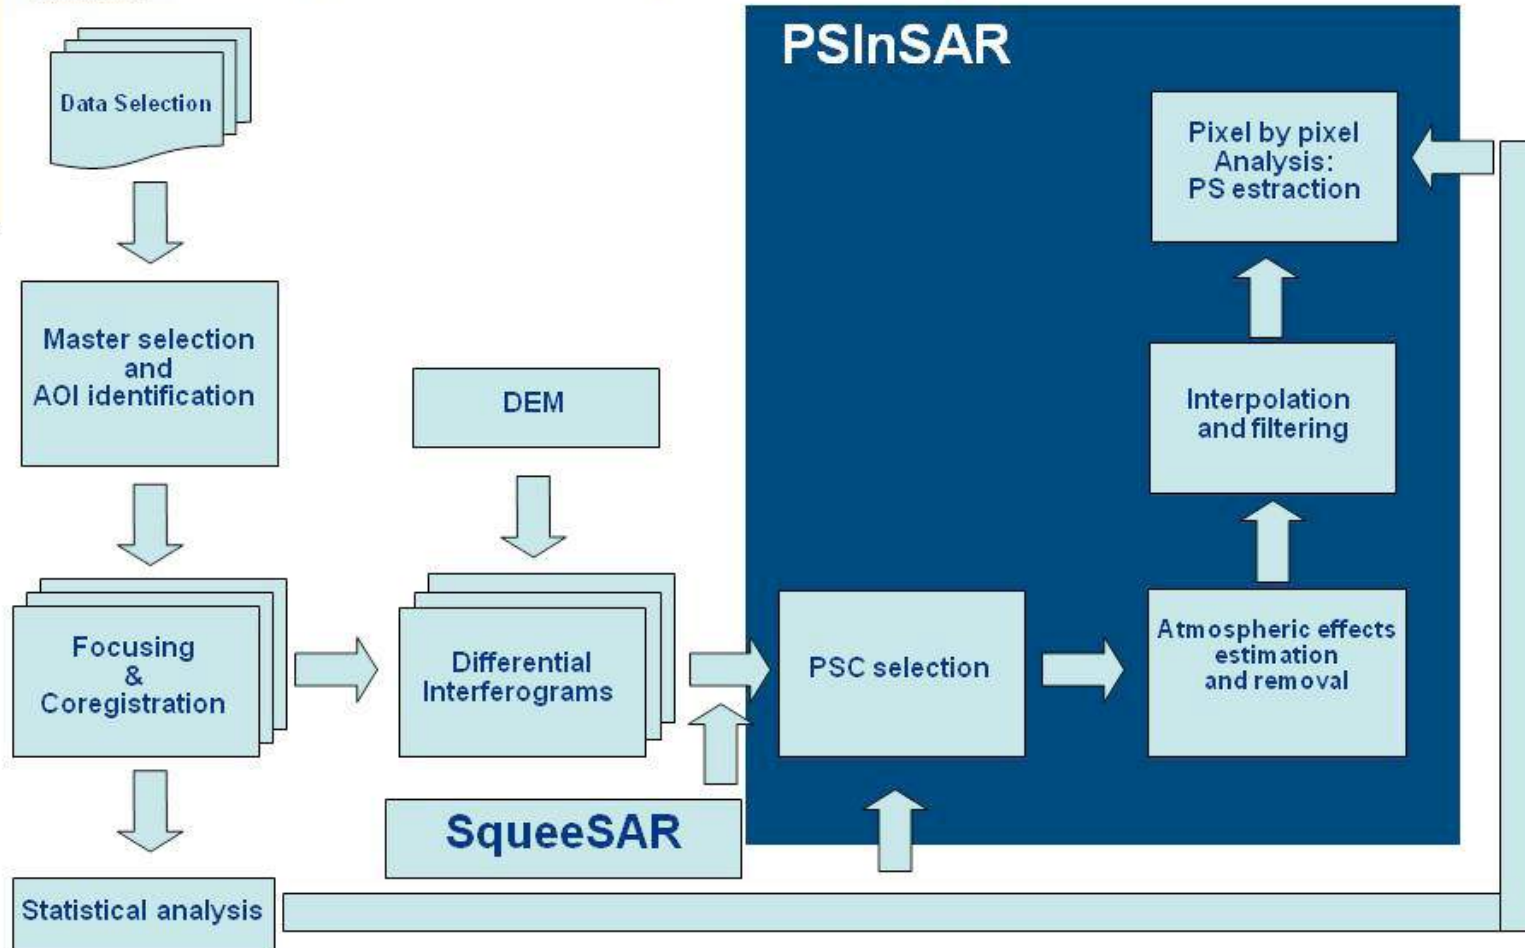 PSInSAR
Data Selection
Master selection
and
AOI identification
Focusing
&
Coregistration
Statistical analysis
DEM
Differential
Interferograms
SqueeSAR
PSC selection
Atmospheric effects
estimation
and removal
Interpolation
and filtering
Pixel by pixel
Analysis:
PS estraction